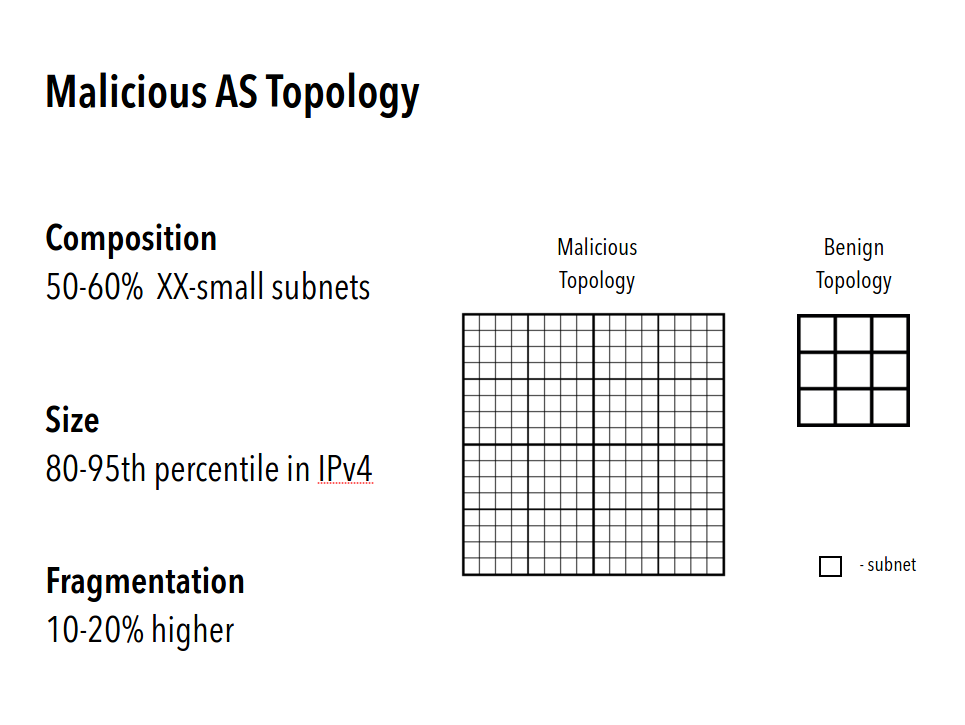 Malicious AS Topology
Composition
50-60% XX-small subnets
Size
80-95th percentile in IPv4
Fragmentation
10-20% higher
Malicious
Topology
Benign
Topology
- subnet